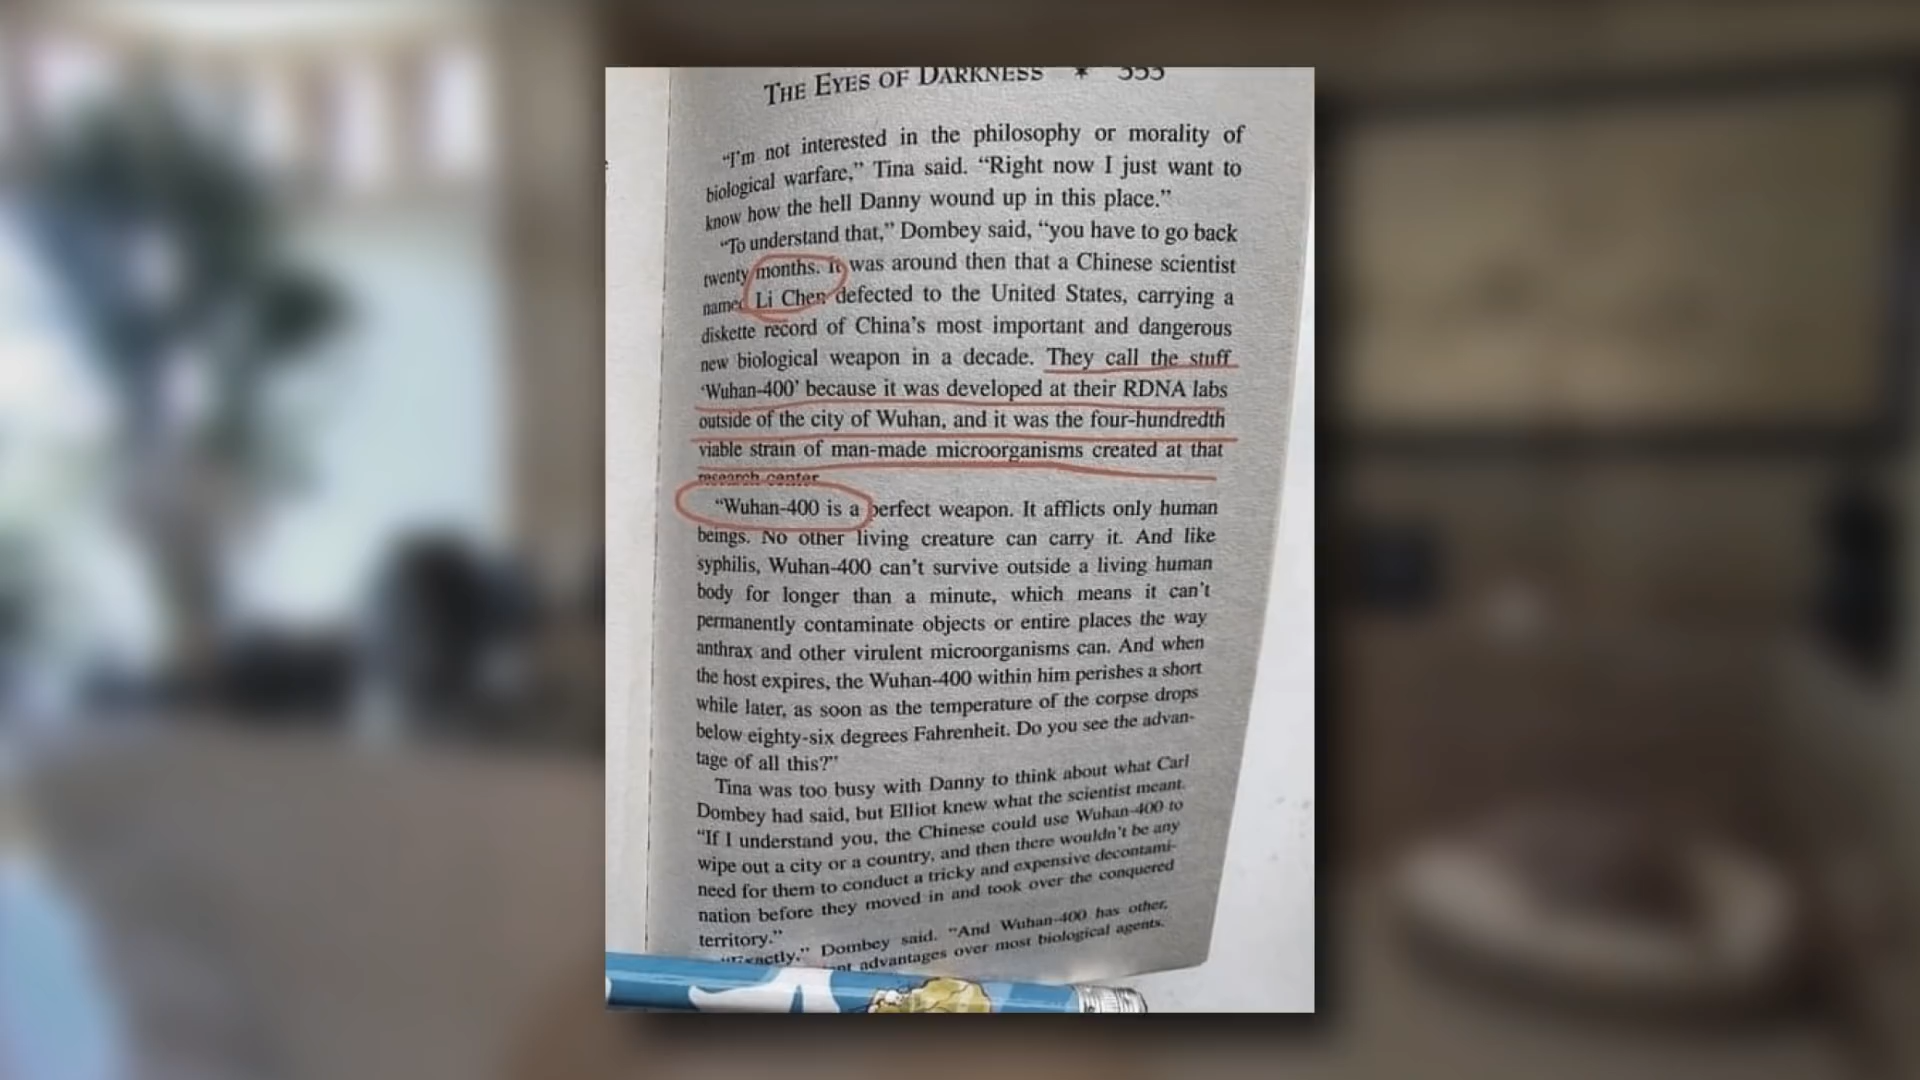 THE EYES OF DARKNESS * 353
"I'm not interested in the philosophy or morality of
biological warfare," Tina said. "Right now I just want to
know how the hell Danny wound up in this place."
"To understand that," Dombey said, "you have to go back
twenty months. It was around then that a Chinese scientist
named Li Chen defected to the United States, carrying a
diskette record of China's most important and dangerous
new biological weapon in a decade. They call the stuff
'Wuhan-400' because it was developed at their RDNA labs
outside of the city of Wuhan, and it was the four-hundredth
viable strain of man-made microorganisms created at that
research center
"Wuhan-400 is a perfect weapon. It afflicts only human
beings. No other living creature can carry it. And like
syphilis, Wuhan-400 can't survive outside a living human
body for longer than a minute, which means it can't
permanently contaminate objects or entire places the way
anthrax and other virulent microorganisms can. And when
the host expires, the Wuhan-400 within him perishes a short
while later, as soon as the temperature of the corpse drops
below eighty-six degrees Fahrenheit. Do you see the advan-
tage of all this?"
Tina was too busy with Danny to think about what Carl
Dombey had said, but Elliot knew what the scientist meant.
"If I understand you, the Chinese could use Wuhan-400 to
wipe out a city or a country, and then there wouldn't be any
need for them to conduct a tricky and expensive decontami-
nation before they moved in and took over the conquered
territory."
"Exactly," Dombey said. "And Wuhan-400 has other,
advantages over most biological agents.